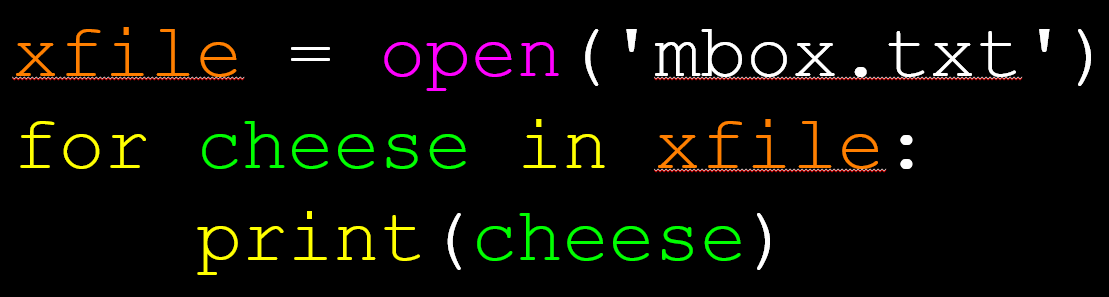 xfile = open('mbox.txt')
for cheese in xfile:
    print(cheese)